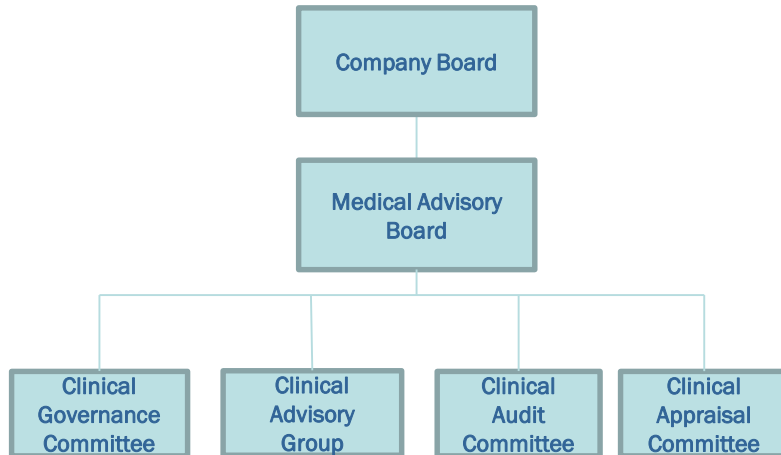 Company Board
Medical Advisory
Board
Clinical
Governance
Committee
Clinical
Advisory
Group
Clinical
Audit
Committee
Clinical
Appraisal
Committee